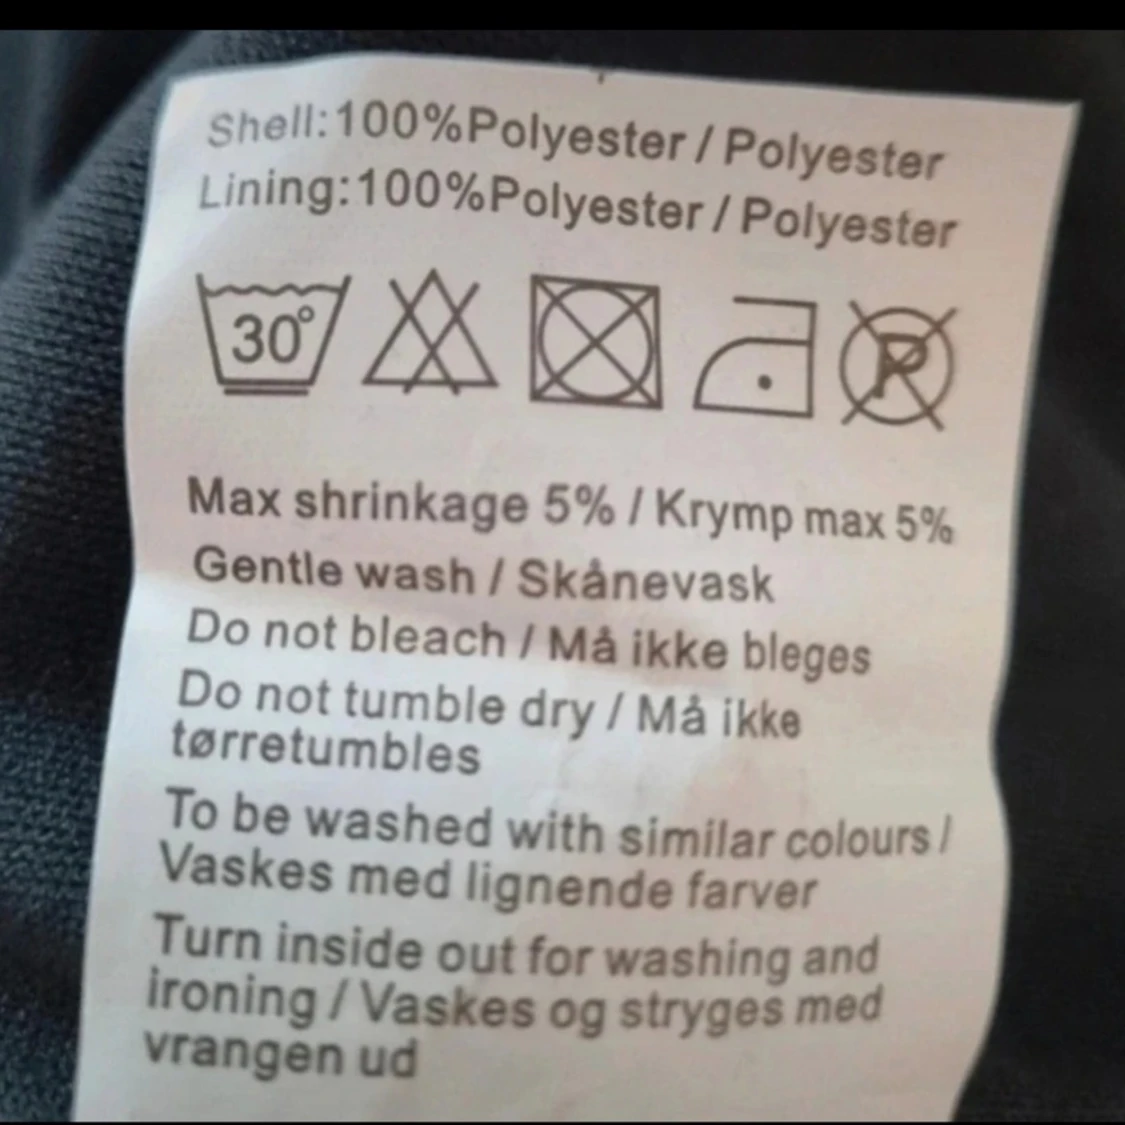 Shell:100%Polyester / Polyester
Lining:100%Polyester / Polyester
30°
P
Max shrinkage 5% / Krymp max 5%
Gentle wash / Skånevask
Do not bleach / Må ikke bleges
Do not tumble dry / Må ikke
tørretumbles
To be washed with similar colours /
Vaskes med lignende farver
Turn inside out for washing and
ironing / Vaskes og stryges med
vrangen ud